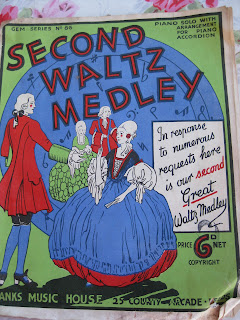 GEM SERIES No 85
PIANO SOLO WITH
ARRANGEMENT
FOR PIANO
ACCORDION
SECOND
WALTZ
MEDLEY
In response
to numerous
requests here
is our second
Great
Waltz Medley
PRICE 6D NET
COPYRIGHT
ANKS MUSIC HOUSE 25 COUNTY ARCADE